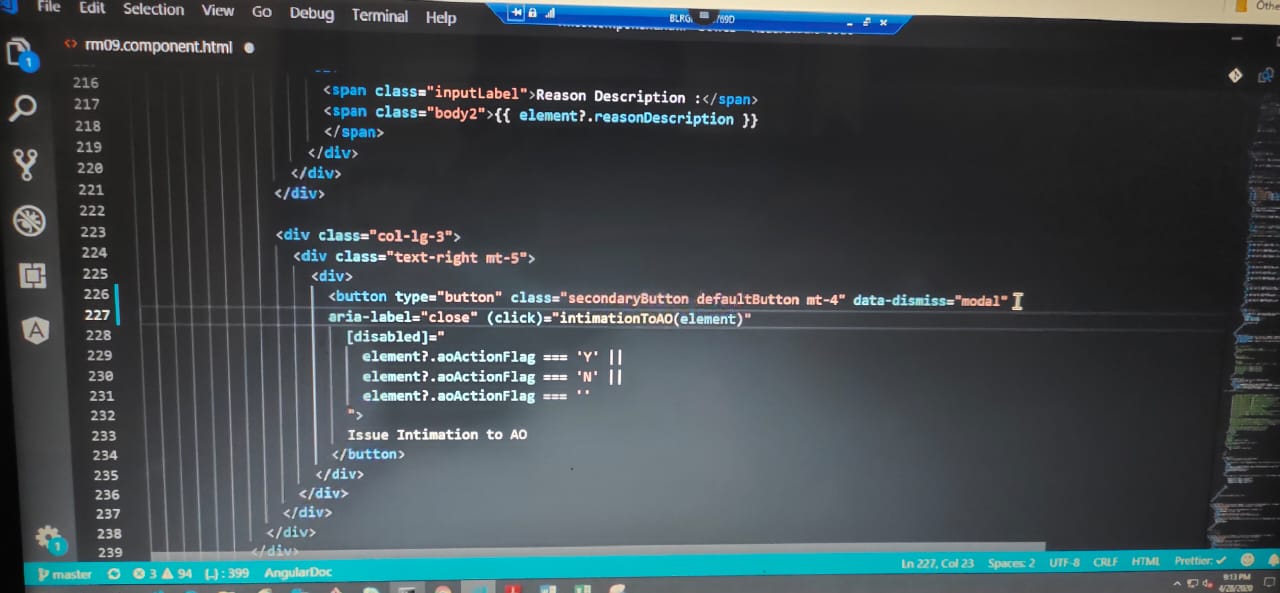 File Edit Selection View Go Debug Terminal Help
rm09.component.html
1
216
217 <span class="inputLabel">Reason Description :</span>
218 <span class="body2">{{ element?.reasonDescription }}
219 </span>
220 </div>
221 </div>
222 </div>
223 <div class="col-lg-3">
224 <div class="text-right mt-5">
225 <div>
226 <button type="button" class="secondaryButton defaultButton mt-4" data-dismiss="modal"
227 aria-label="close" (click)="intimationToAO(element)"
228 [disabled]="
229 element?.aoActionFlag === 'Y' ||
230 element?.aoActionFlag === 'N' ||
231 element?.aoActionFlag === ''
232 ">
233 Issue Intimation to AO
234 </button>
235 </div>
236 </div>
237 </div>
238 </div>
239 </div>
1
master 3 94 {..} : 399 AngularDoc Ln 227, Col 23 Spaces: 2 UTF-8 CRLF HTML Prettier: ✓
9:13 PM
4/28/2020